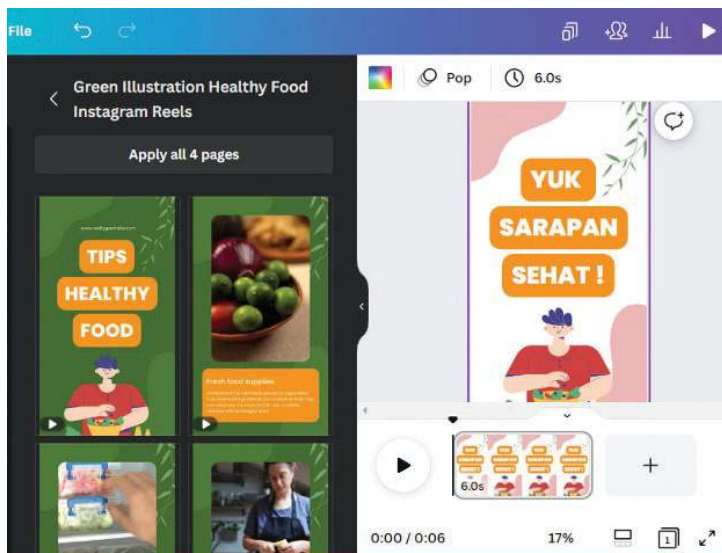 File
Green Illustration Healthy Food
Instagram Reels
Apply all 4 pages
TIPS
HEALTHY
FOOD
Fresh food supplies
Pop
6.0s
YUK
SARAPAN
SEHAT !
6.0s
0:00 / 0:06
17%
1